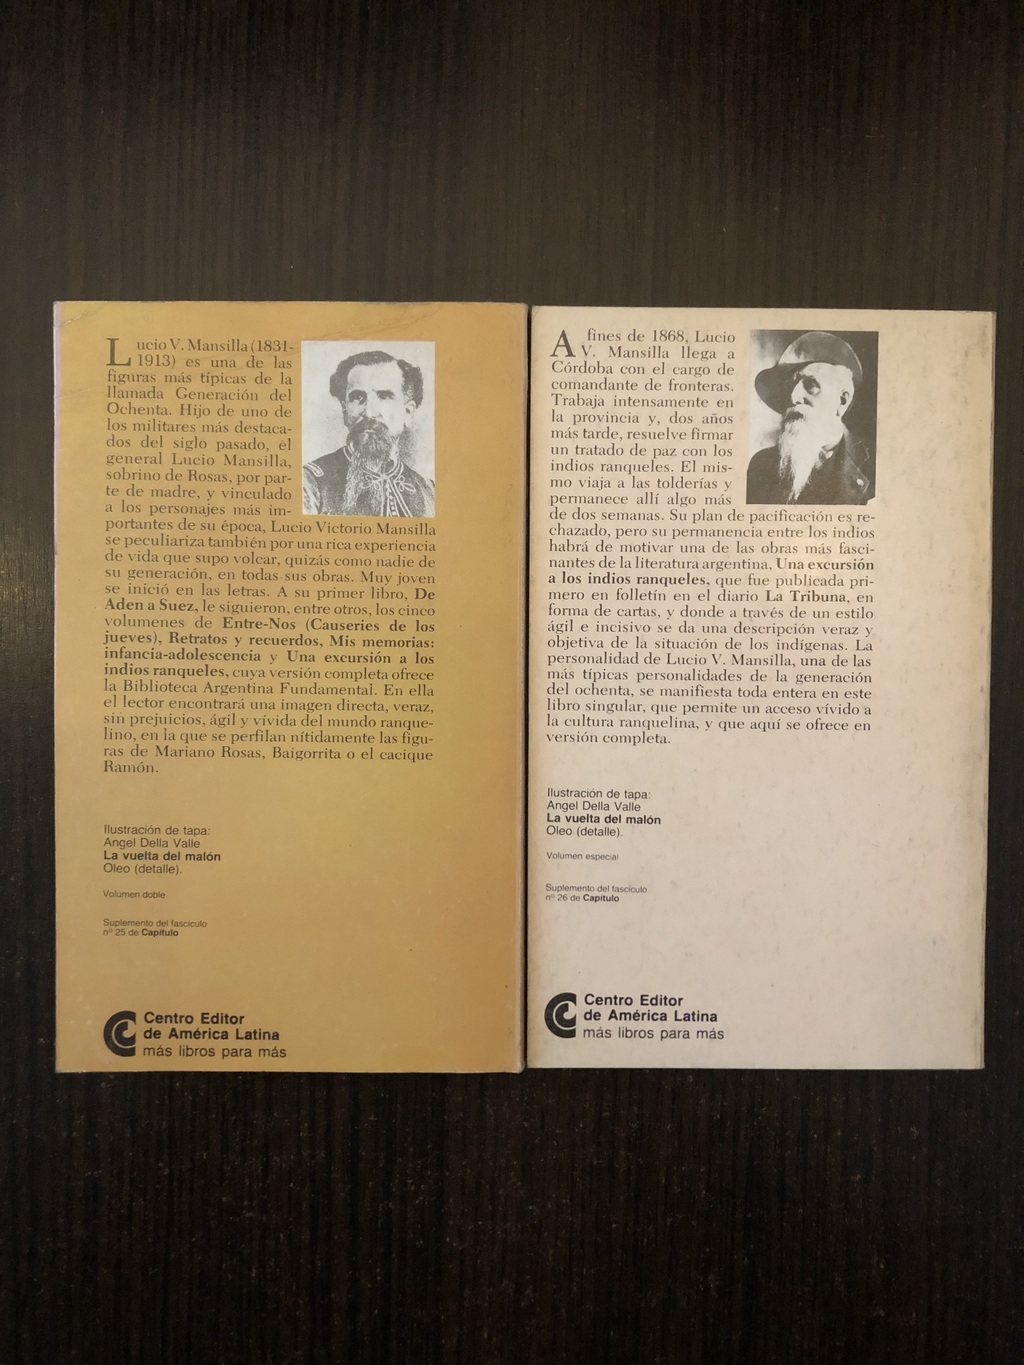 Lucio V. Mansilla (1831-
1913) es una de las
figuras más típicas de la
llamada Generación del
Ochenta. Hijo de uno de
los militares más destaca-
dos del siglo pasado, el
general Lucio Mansilla,
sobrino de Rosas, por par-
te de madre, y vinculado
a los personajes más im-
portantes de su época, Lucio Victorio Mansilla
se peculiariza también por una rica experiencia
de vida que supo volcar, quizás como nadie de
su generación, en todas sus obras. Muy joven
se inició en las letras. A su primer libro, De
Aden a Suez, le siguieron, entre otros, los cinco
volumenes de Entre-Nos (Causeries de los
jueves), Retratos y recuerdos, Mis memorias:
infancia-adolescencia y Una excursión a los
indios ranqueles, cuya versión completa ofrece
la Biblioteca Argentina Fundamental. En ella
el lector encontrará una imagen directa, veraz,
sin prejuicios, ágil y vívida del mundo ranque-
lino, en la que se perfilan nítidamente las figu-
ras de Mariano Rosas, Baigorrita o el cacique
Ramón.
Ilustración de tapa:
Angel Della Valle
La vuelta del malón
Oleo (detalle).
Volumen doble
Suplemento del fascículo
nº 25 de Capítulo
Centro Editor
de América Latina
más libros para más
A fines de 1868, Lucio
V. Mansilla llega a
Córdoba con el cargo de
comandante de fronteras.
Trabaja intensamente en
la provincia y, dos años
más tarde, resuelve firmar
un tratado de paz con los
indios ranqueles. El mis-
mo viaja a las tolderías y
permanece allí algo más
de dos semanas. Su plan de pacificación es re-
chazado, pero su permanencia entre los indios
habrá de motivar una de las obras más fasci-
nantes de la literatura argentina, Una excursión
a los indios ranqueles, que fue publicada pri-
mero en folletín en el diario La Tribuna, en
forma de cartas, y donde a través de un estilo
ágil e incisivo se da una descripción veraz y
objetiva de la situación de los indígenas. La
personalidad de Lucio V. Mansilla, una de las
más típicas personalidades de la generación
del ochenta, se manifiesta toda entera en este
libro singular, que permite un acceso vívido a
la cultura ranquelina, y que aquí se ofrece en
versión completa.
Ilustración de tapa:
Angel Della Valle
La vuelta del malón
Oleo (detalle).
Volumen especial
Suplemento del fascículo
nº 26 de Capítulo
Centro Editor
de América Latina
más libros para más